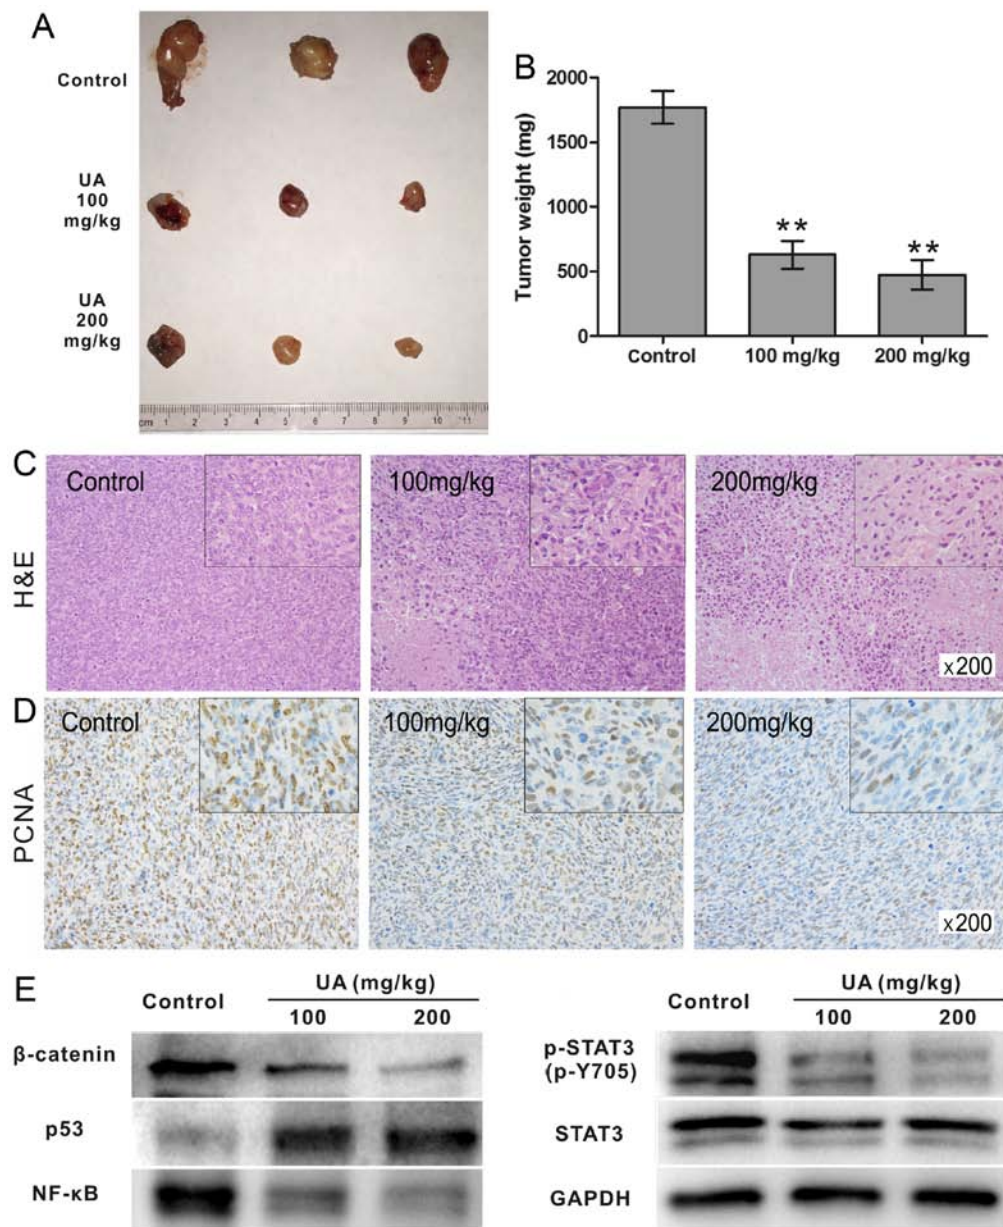 A
Control
UA
100
mg/kg
UA
200
mg/kg
cm 1 2 3 4 5 6 7 8 9 10 11
B
Tumor weight (mg)
2000
1500
1000
500
0
**
**
Control 100 mg/kg 200 mg/kg
C
H&E
Control
100mg/kg
200mg/kg
x200
D
PCNA
Control
100mg/kg
200mg/kg
x200
E
Control
UA (mg/kg)
100 200
β-catenin
p53
NF-κB
Control
UA (mg/kg)
100 200
p-STAT3
(p-Y705)
STAT3
GAPDH